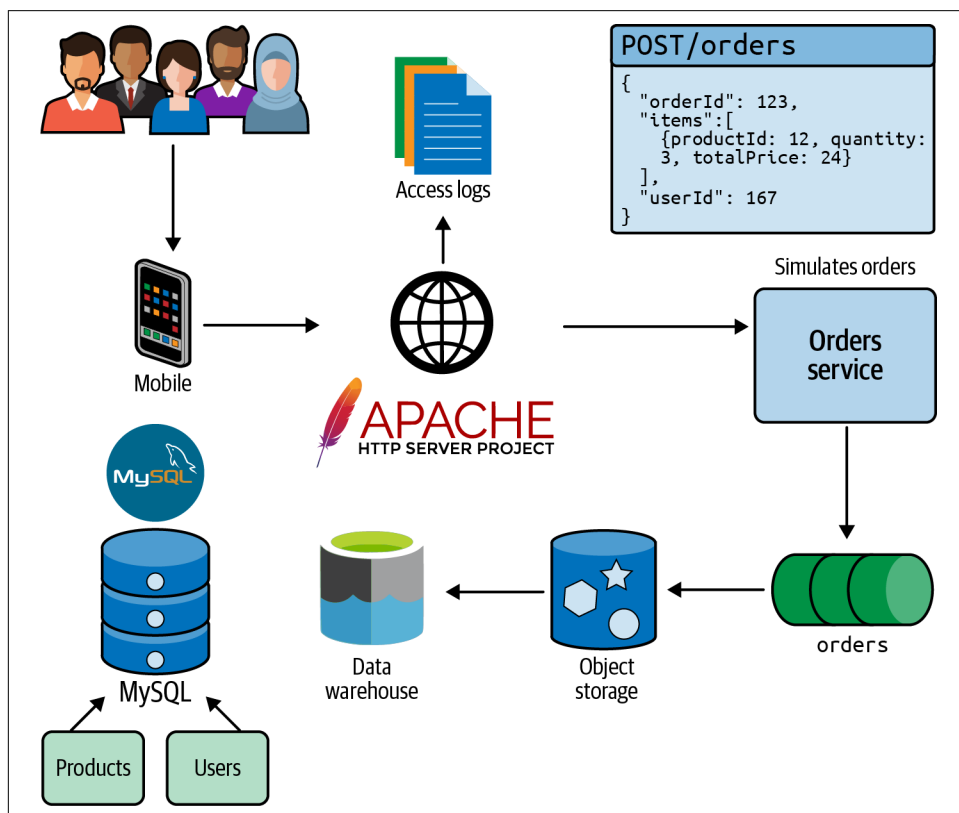 POST/orders
{
"orderId": 123,
"items":[
{productId: 12, quantity:
3, totalPrice: 24}
],
"userId": 167
}
Access logs
Simulates orders
Orders
service
Mobile
APACHE
HTTP SERVER PROJECT
MySQL
MySQL
Data
warehouse
Object
storage
orders
Products
Users